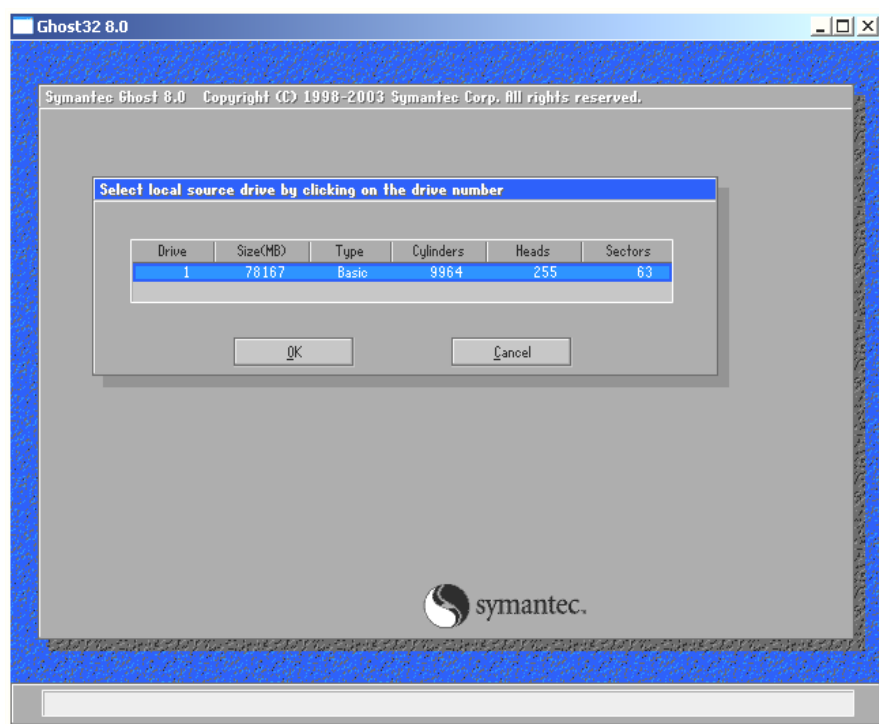 Ghost32 8.0
Symantec Ghost 8.0 Copyright (C) 1998-2003 Symantec Corp. All rights reserved.
Select local source drive by clicking on the drive number
Drive Size(MB) Type Cylinders Heads Sectors
1 78167 Basic 9964 255 63
OK Cancel
symantec.